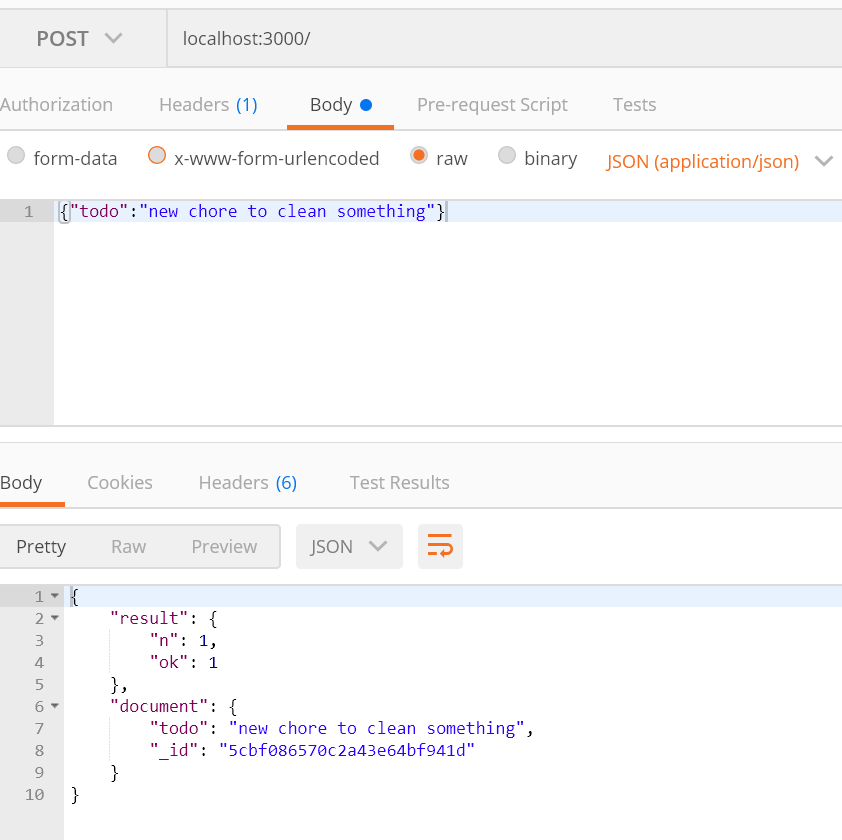 POST localhost:3000/
Authorization Headers (1) Body Pre-request Script Tests
form-data x-www-form-urlencoded raw binary JSON (application/json)
1 {"todo":"new chore to clean something"}
Body Cookies Headers (6) Test Results
Pretty Raw Preview JSON
1 {
2 "result": {
3 "n": 1,
4 "ok": 1
5 },
6 "document": {
7 "todo": "new chore to clean something",
8 "_id": "5cbf086570c2a43e64bf941d"
9 }
10 }